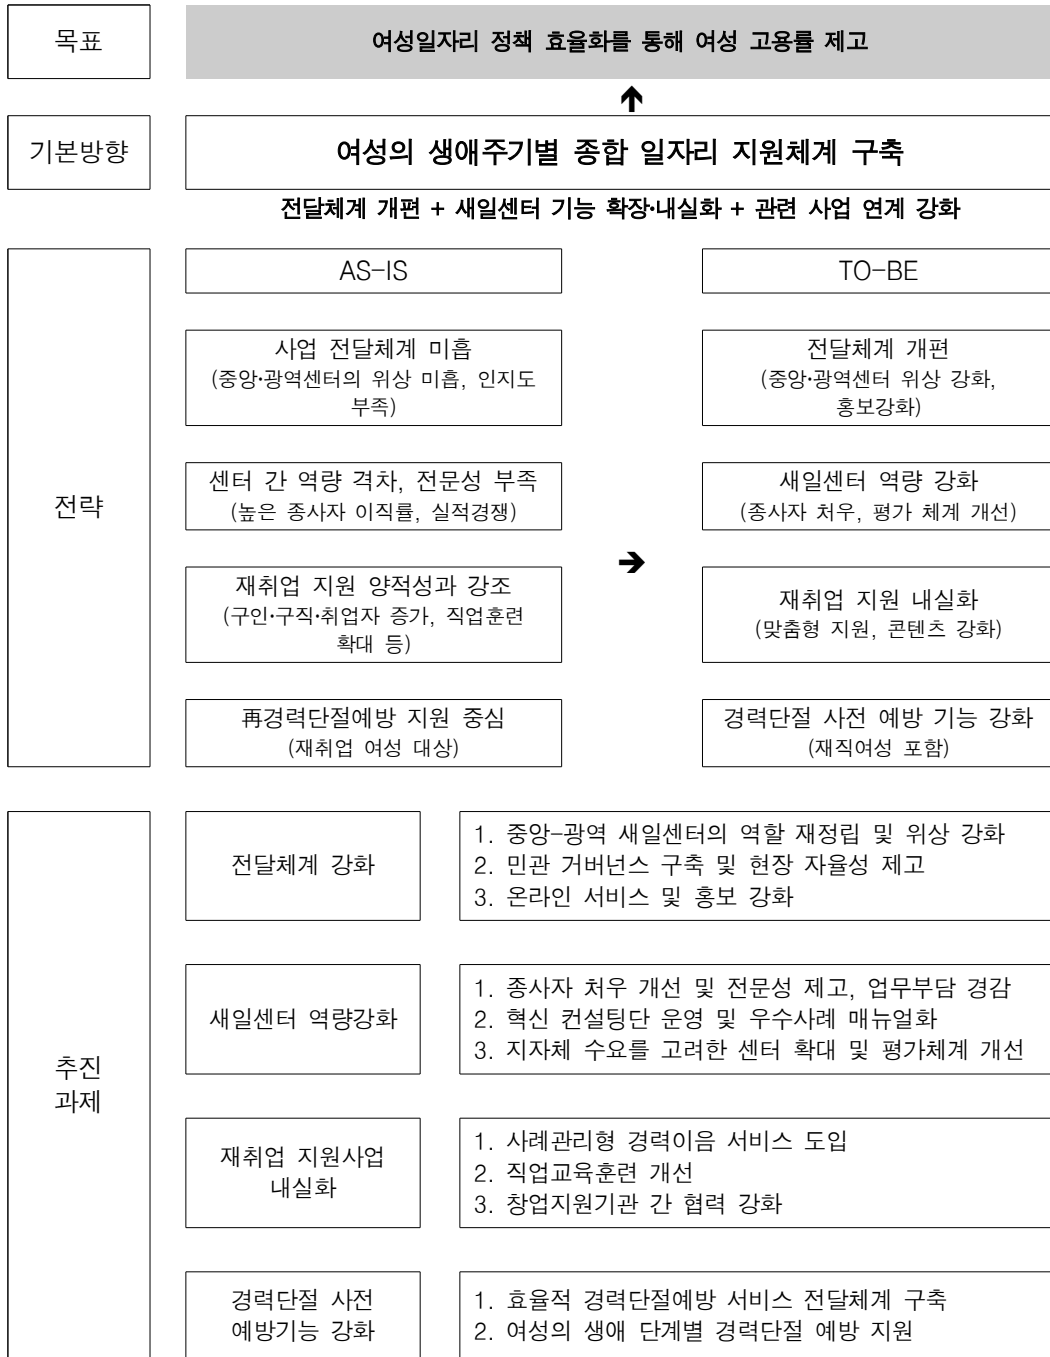 목표
여성일자리 정책 효율화를 통해 여성 고용률 제고
기본방향
여성의 생애주기별 종합 일자리 지원체계 구축
전달체계 개편 + 새일센터 기능 확장·내실화 + 관련 사업 연계 강화
전략
AS-IS
TO-BE
사업 전달체계 미흡
(중앙·광역센터의 위상 미흡, 인지도
부족)
전달체계 개편
(중앙·광역센터 위상 강화,
홍보강화)
센터 간 역량 격차, 전문성 부족
(높은 종사자 이직률, 실적경쟁)
새일센터 역량 강화
(종사자 처우, 평가 체계 개선)
재취업 지원 양적성과 강조
(구인·구직·취업자 증가, 직업훈련
확대 등)
재취업 지원 내실화
(맞춤형 지원, 콘텐츠 강화)
再경력단절예방 지원 중심
(재취업 여성 대상)
경력단절 사전 예방 기능 강화
(재직여성 포함)
추진
과제
전달체계 강화
1. 중앙-광역 새일센터의 역할 재정립 및 위상 강화
2. 민관 거버넌스 구축 및 현장 자율성 제고
3. 온라인 서비스 및 홍보 강화
새일센터 역량강화
1. 종사자 처우 개선 및 전문성 제고, 업무부담 경감
2. 혁신 컨설팅단 운영 및 우수사례 매뉴얼화
3. 지자체 수요를 고려한 센터 확대 및 평가체계 개선
재취업 지원사업
내실화
1. 사례관리형 경력이음 서비스 도입
2. 직업교육훈련 개선
3. 창업지원기관 간 협력 강화
경력단절 사전
예방기능 강화
1. 효율적 경력단절예방 서비스 전달체계 구축
2. 여성의 생애 단계별 경력단절 예방 지원